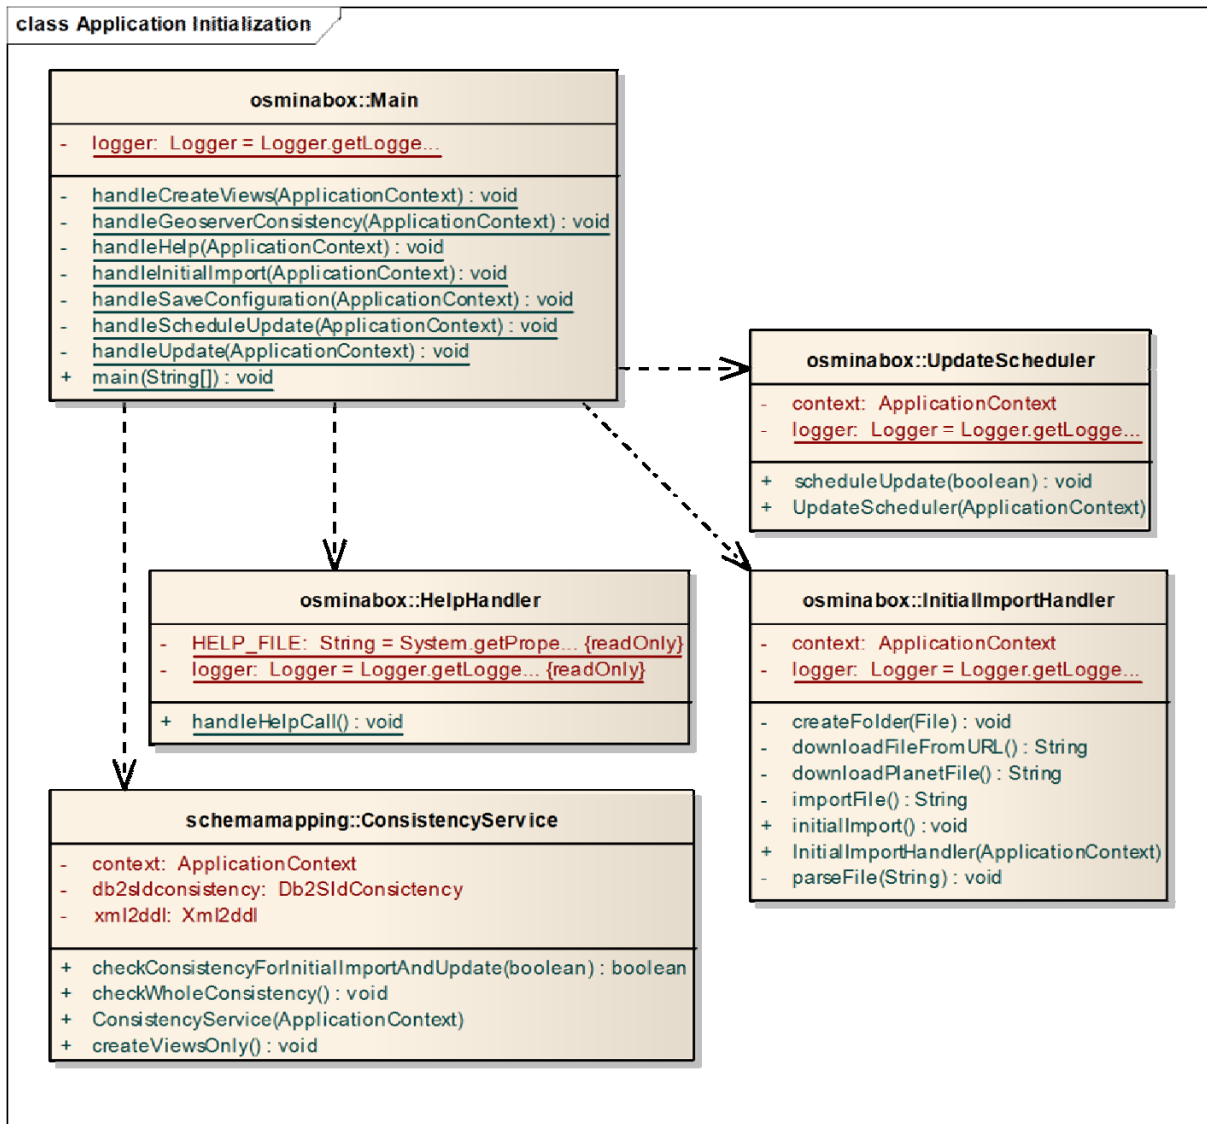 class Application Initialization
osminabox::Main
- logger: Logger = Logger.getLogge...
- handleCreateViews(ApplicationContext) : void
- handleGeoserverConsistency(ApplicationContext) : void
- handleHelp(ApplicationContext) : void
- handleInitialImport(ApplicationContext) : void
- handleSaveConfiguration(ApplicationContext) : void
- handleScheduleUpdate(ApplicationContext) : void
- handleUpdate(ApplicationContext) : void
+ main(String[]) : void
osminabox::UpdateScheduler
- context: ApplicationContext
- logger: Logger = Logger.getLogge...
+ scheduleUpdate(boolean) : void
+ UpdateScheduler(ApplicationContext)
osminabox::HelpHandler
- HELP_FILE: String = System.getPrope... {readOnly}
- logger: Logger = Logger.getLogge... {readOnly}
+ handleHelpCall() : void
osminabox::InitialImportHandler
- context: ApplicationContext
- logger: Logger = Logger.getLogge...
- createFolder(File) : void
- downloadFileFromURL() : String
- downloadPlanetFile() : String
- importFile() : String
+ initialImport() : void
+ InitialImportHandler(ApplicationContext)
- parseFile(String) : void
schemamapping::ConsistencyService
- context: ApplicationContext
- db2sldconsistency: Db2SldConsictency
- xml2ddl: Xml2ddl
+ checkConsistencyForInitialImportAndUpdate(boolean) : boolean
+ checkWholeConsistency() : void
+ ConsistencyService(ApplicationContext)
+ createViewsOnly() : void